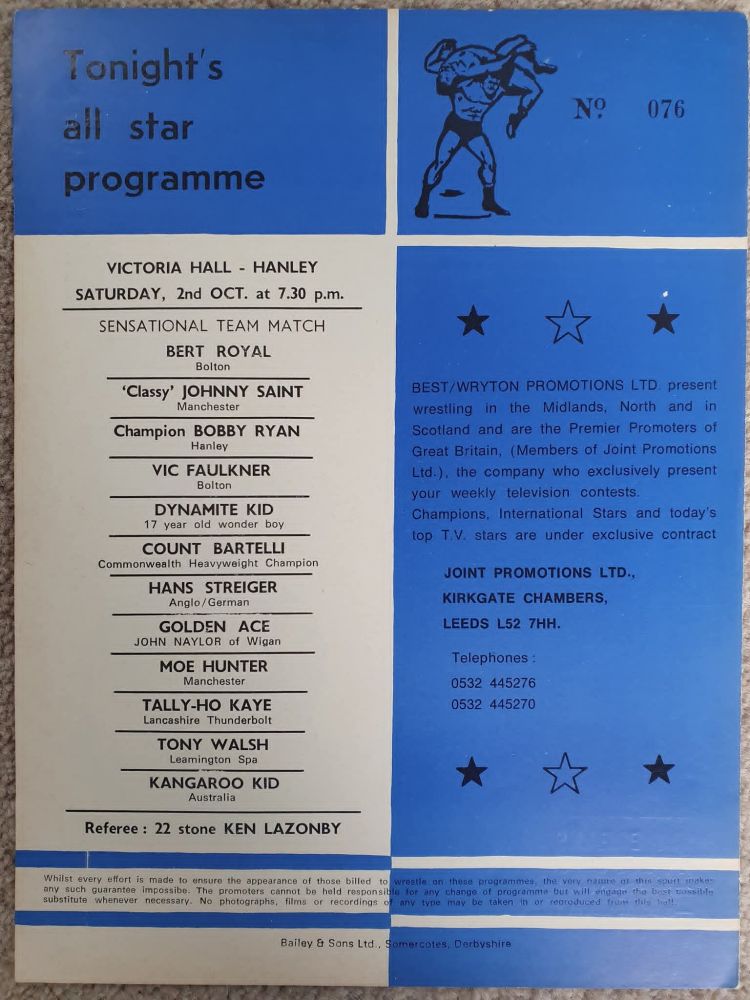 Tonight's
all star
programme
Nº 076
VICTORIA HALL - HANLEY
SATURDAY, 2nd OCT. at 7.30 p.m.
SENSATIONAL TEAM MATCH
BERT ROYAL
Bolton
'Classy' JOHNNY SAINT
Manchester
Champion BOBBY RYAN
Hanley
VIC FAULKNER
Bolton
DYNAMITE KID
17 year old wonder boy
COUNT BARTELLI
Commonwealth Heavyweight Champion
HANS STREIGER
Anglo/German
GOLDEN ACE
JOHN NAYLOR of Wigan
MOE HUNTER
Manchester
TALLY-HO KAYE
Lancashire Thunderbolt
TONY WALSH
Leamington Spa
KANGAROO KID
Australia
Referee : 22 stone KEN LAZONBY
BEST/WRYTON PROMOTIONS LTD. present
wrestling in the Midlands, North and in
Scotland and are the Premier Promoters of
Great Britain, (Members of Joint Promotions
Ltd.), the company who exclusively present
your weekly television contests.
Champions, International Stars and today's
top T.V. stars are under exclusive contract
JOINT PROMOTIONS LTD.,
KIRKGATE CHAMBERS,
LEEDS L52 7HH.
Telephones :
0532 445276
0532 445270
Whilst every effort is made to ensure the appearance of those billed to wrestle on these programmes, the very nature of this sport makes
any such guarantee impossibe. The promoters cannot be held responsible for any change of programme but will engage the best possible
substitute whenever necessary. No photographs, films or recordings of any type may be taken in or reoroduced from this hall.
Bailey & Sons Ltd., Somercotes, Derbyshire